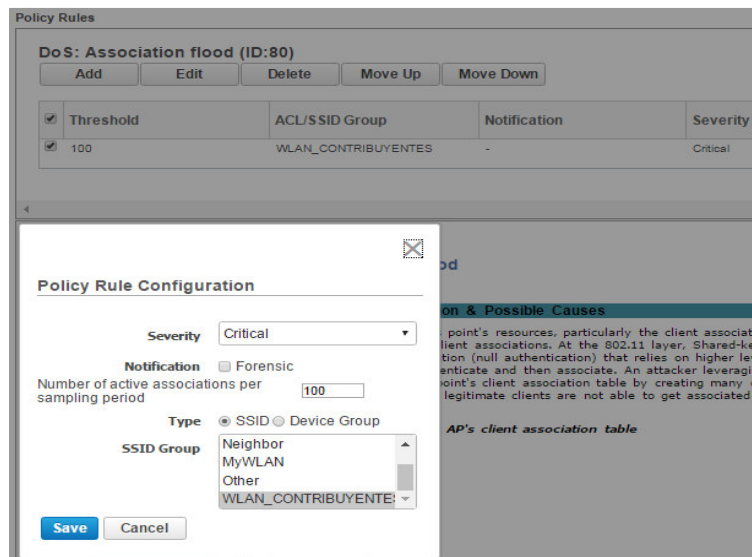 Policy Rules
DoS: Association flood (ID:80)
Add Edit Delete Move Up Move Down
Threshold ACL/SSID Group Notification Severity
100 WLAN_CONTRIBUYENTES - Critical
od
Policy Rule Configuration
on & Possible Causes
Severity Critical
point's resources, particularly the client associat
lient associations. At the 802.11 layer, Shared-ke
tion (null authentication) that relies on higher le
enticate and then associate. An attacker leveragi
point's client association table by creating many
legitimate clients are not able to get associated
AP's client association table
Notification Forensic
Number of active associations per
sampling period 100
Type SSID Device Group
SSID Group Neighbor
MyWLAN
Other
WLAN_CONTRIBUYENTES
Save Cancel